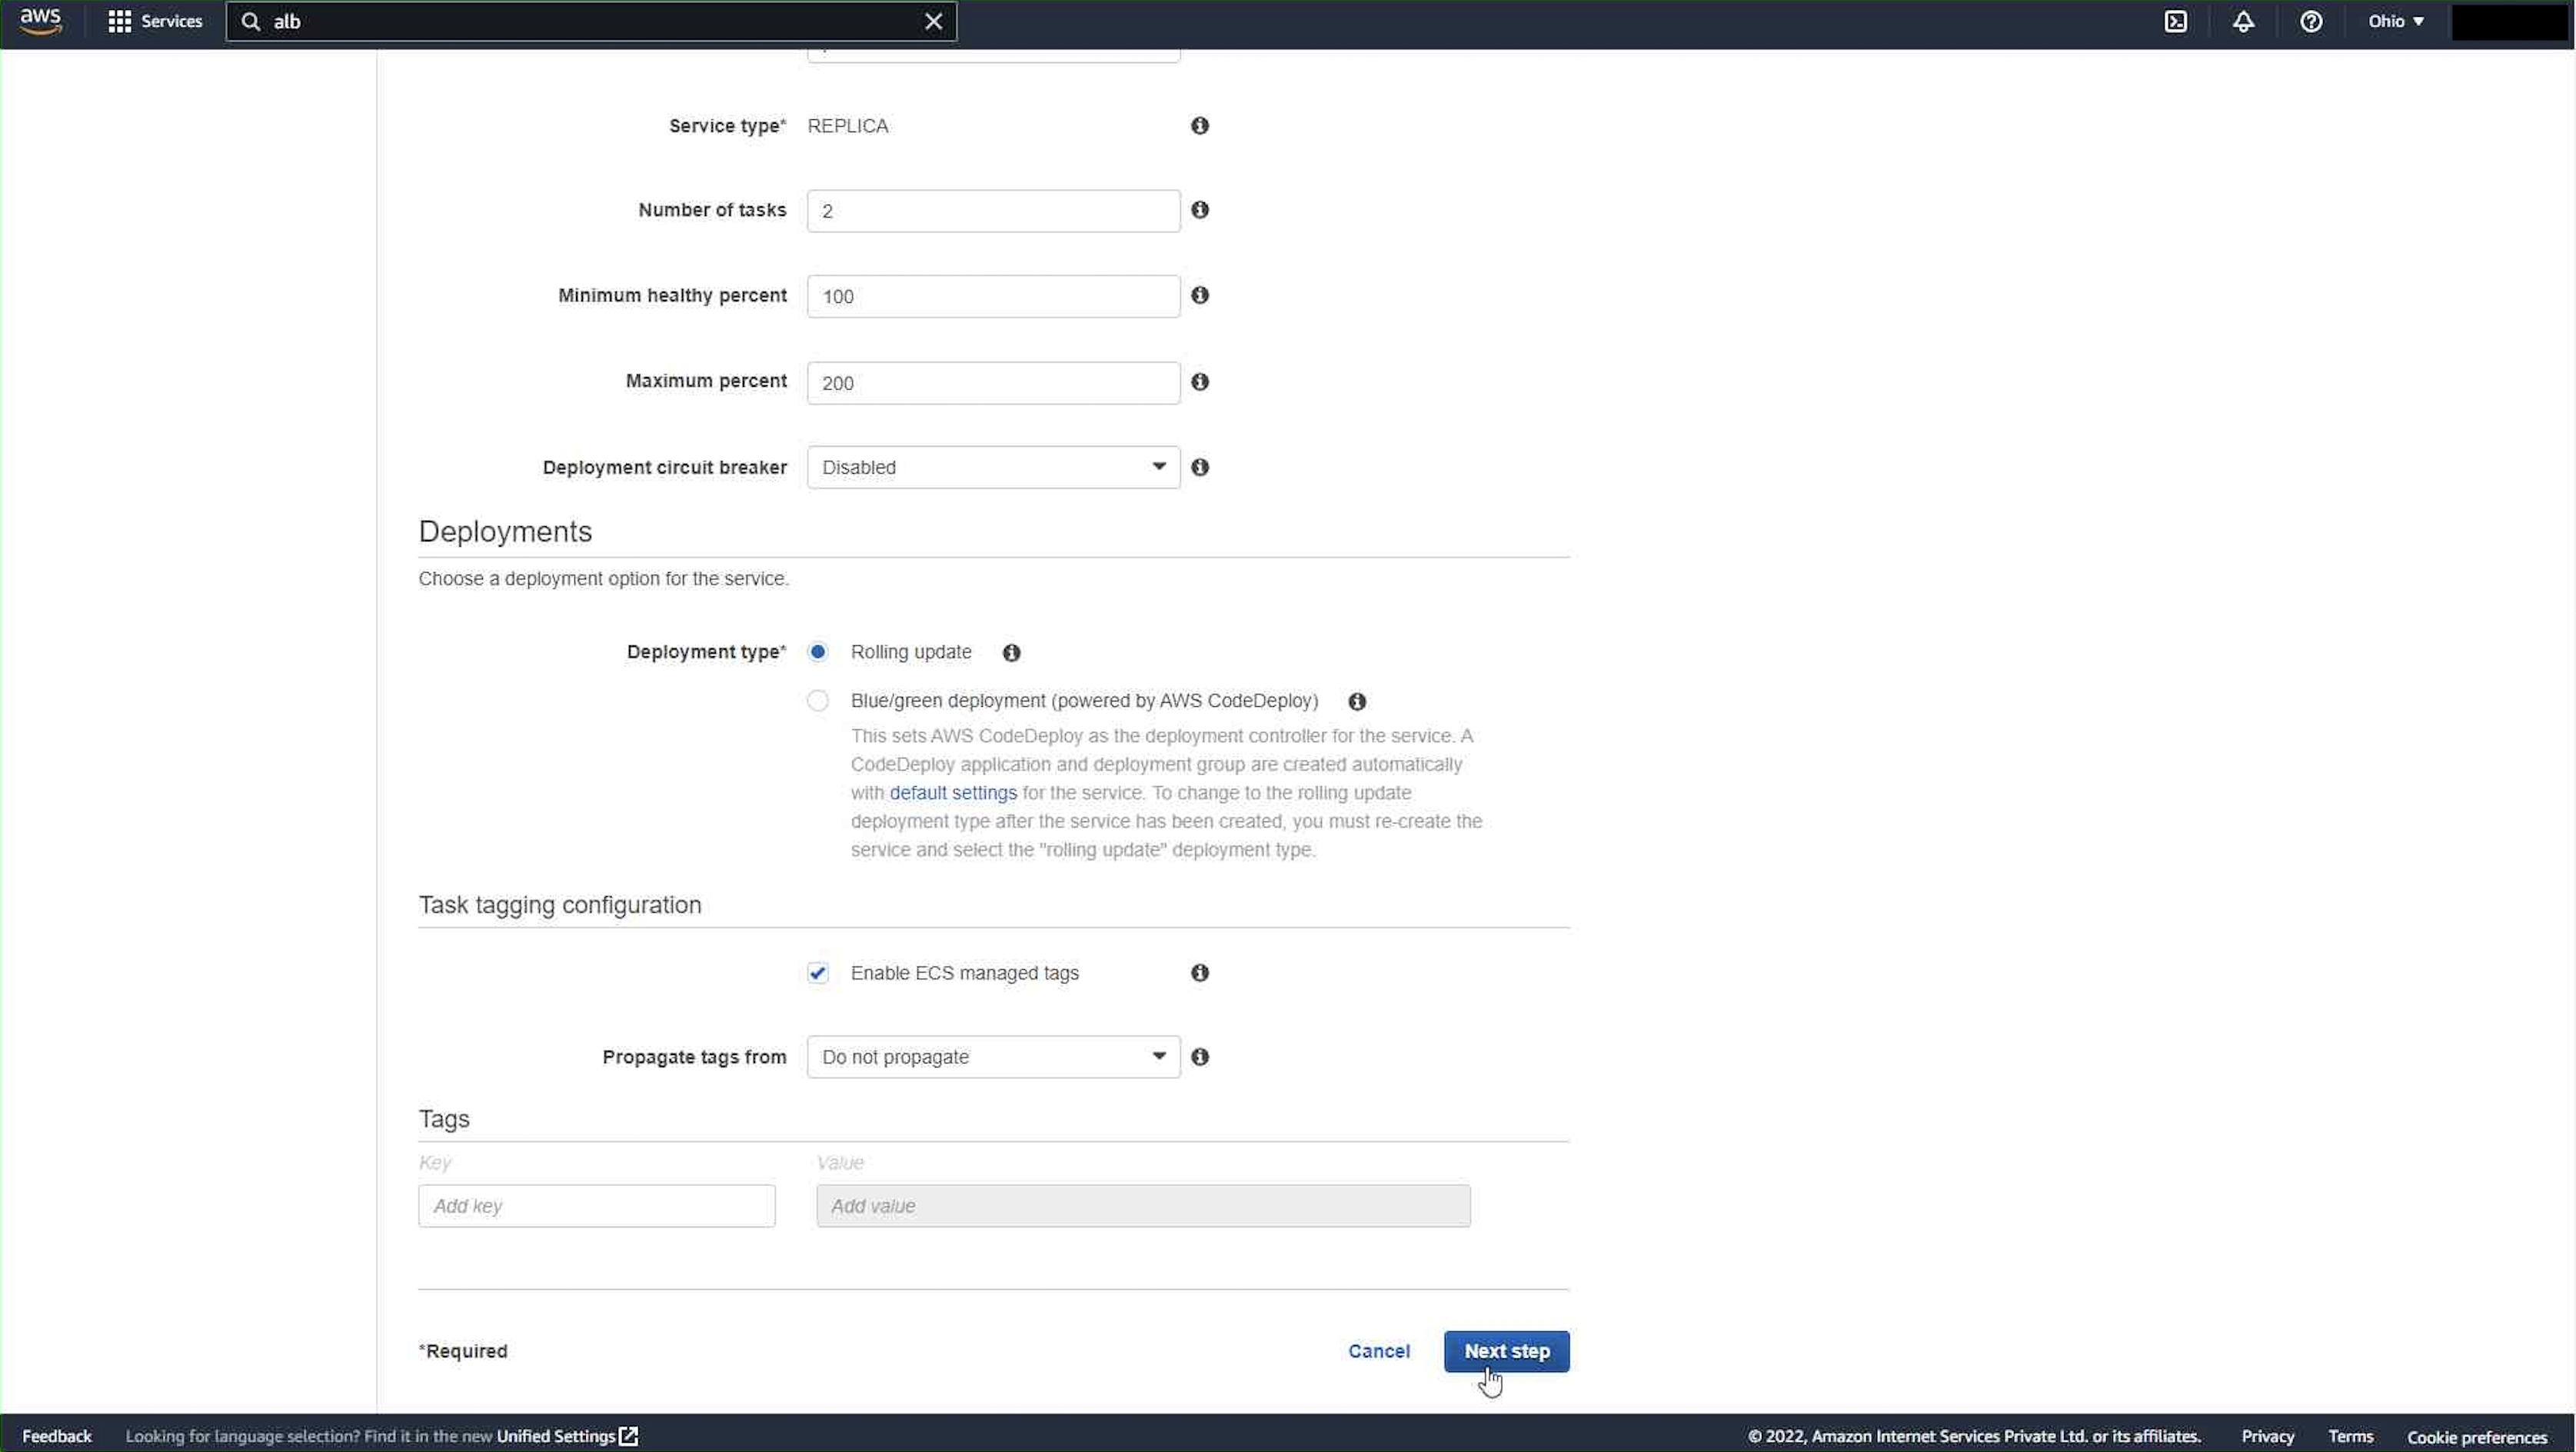 aws Services alb Ohio
Service type* REPLICA
Number of tasks 2
Minimum healthy percent 100
Maximum percent 200
Deployment circuit breaker Disabled
Deployments
Choose a deployment option for the service.
Deployment type* Rolling update
Blue/green deployment (powered by AWS CodeDeploy)
This sets AWS CodeDeploy as the deployment controller for the service. A
CodeDeploy application and deployment group are created automatically
with default settings for the service. To change to the rolling update
deployment type after the service has been created, you must re-create the
service and select the "rolling update" deployment type.
Task tagging configuration
Enable ECS managed tags
Propagate tags from Do not propagate
Tags
Key Value
Add key Add value
*Required Cancel Next step
Feedback Looking for language selection? Find it in the new Unified Settings © 2022, Amazon Internet Services Private Ltd. or its affiliates. Privacy Terms Cookie preferences